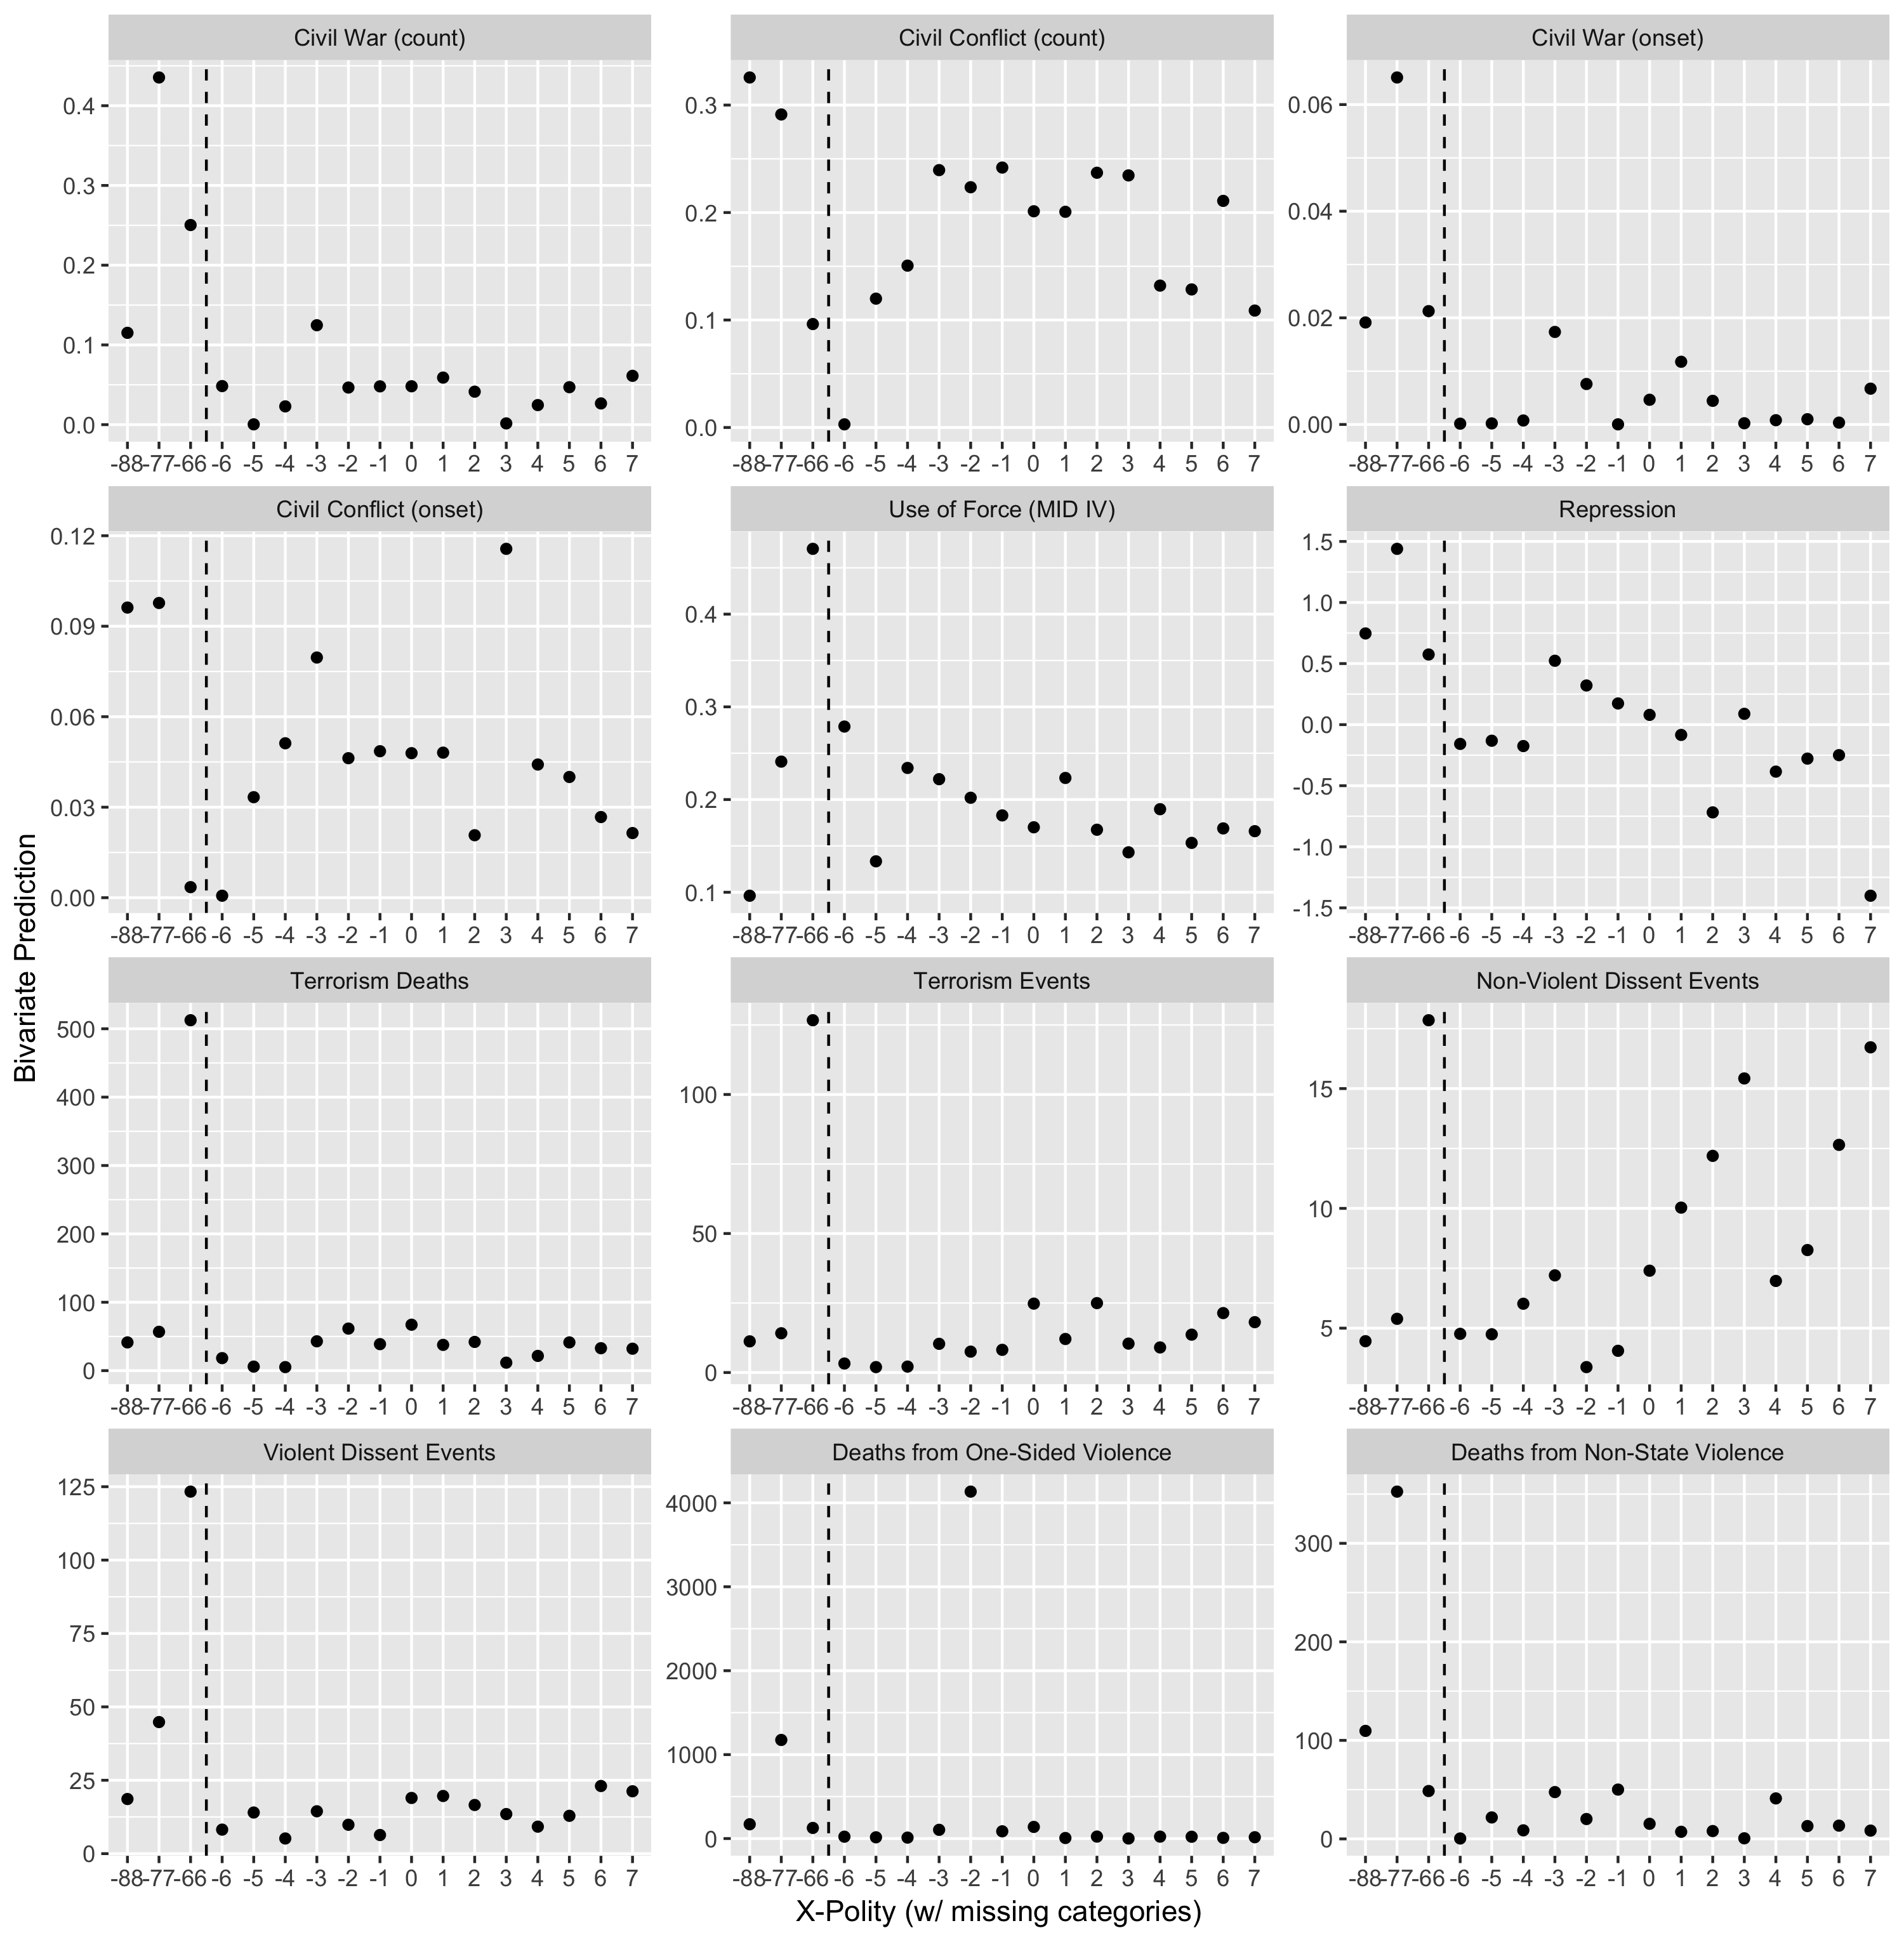 Civil War (count)
Civil Conflict (count)
Civil War (onset)
0.4
0.3
0.2
0.1
0.0
0.3
0.2
0.1
0.0
0.06
0.04
0.02
0.00
-88 -77 -66 -6 -5 -4 -3 -2 -1 0 1 2 3 4 5 6 7
-88 -77 -66 -6 -5 -4 -3 -2 -1 0 1 2 3 4 5 6 7
-88 -77 -66 -6 -5 -4 -3 -2 -1 0 1 2 3 4 5 6 7
Civil Conflict (onset)
Use of Force (MID IV)
Repression
0.12
0.09
0.06
0.03
0.00
0.4
0.3
0.2
0.1
1.5
1.0
0.5
0.0
-0.5
-1.0
-1.5
-88 -77 -66 -6 -5 -4 -3 -2 -1 0 1 2 3 4 5 6 7
-88 -77 -66 -6 -5 -4 -3 -2 -1 0 1 2 3 4 5 6 7
-88 -77 -66 -6 -5 -4 -3 -2 -1 0 1 2 3 4 5 6 7
Bivariate Prediction
Terrorism Deaths
Terrorism Events
Non-Violent Dissent Events
500
400
300
200
100
0
100
50
0
15
10
5
-88 -77 -66 -6 -5 -4 -3 -2 -1 0 1 2 3 4 5 6 7
-88 -77 -66 -6 -5 -4 -3 -2 -1 0 1 2 3 4 5 6 7
-88 -77 -66 -6 -5 -4 -3 -2 -1 0 1 2 3 4 5 6 7
Violent Dissent Events
Deaths from One-Sided Violence
Deaths from Non-State Violence
125
100
75
50
25
0
4000
3000
2000
1000
0
300
200
100
0
-88 -77 -66 -6 -5 -4 -3 -2 -1 0 1 2 3 4 5 6 7
-88 -77 -66 -6 -5 -4 -3 -2 -1 0 1 2 3 4 5 6 7
-88 -77 -66 -6 -5 -4 -3 -2 -1 0 1 2 3 4 5 6 7
X-Polity (w/ missing categories)